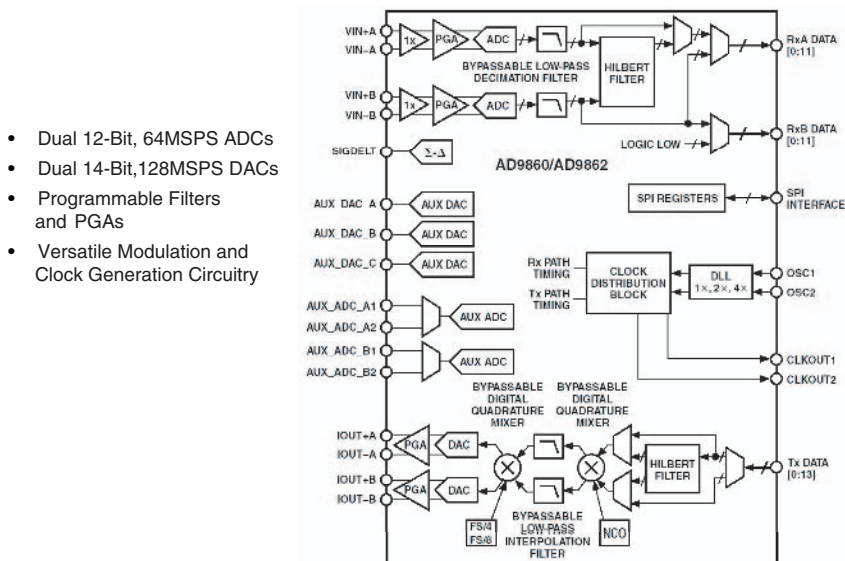 • Dual 12-Bit, 64MSPS ADCs
• Dual 14-Bit,128MSPS DACs
• Programmable Filters
and PGAs
• Versatile Modulation and
Clock Generation Circuitry
VIN+A
VIN–A
1x
PGA
ADC
BYPASSABLE LOW-PASS
DECIMATION FILTER
HILBERT
FILTER
RxA DATA
[0:11]
VIN+B
VIN–B
1x
PGA
ADC
LOGIC LOW
RxB DATA
[0:11]
SIGDELT
Σ-Δ
AD9860/AD9862
SPI REGISTERS
SPI
INTERFACE
AUX_DAC_A
AUX DAC
AUX_DAC_B
AUX DAC
AUX_DAC_C
AUX DAC
Rx PATH
TIMING
Tx PATH
TIMING
CLOCK
DISTRIBUTION
BLOCK
DLL
1×, 2×, 4×
OSC1
OSC2
AUX_ADC_A1
AUX_ADC_A2
AUX ADC
AUX_ADC_B1
AUX_ADC_B2
AUX ADC
CLKOUT1
CLKOUT2
BYPASSABLE
DIGITAL
QUADRATURE
MIXER
BYPASSABLE
DIGITAL
QUADRATURE
MIXER
IOUT+A
IOUT–A
PGA
DAC
IOUT+B
IOUT–B
PGA
DAC
HILBERT
FILTER
Tx DATA
[0:13]
FS/4
FS/8
BYPASSABLE
LOW-PASS
INTERPOLATION
FILTER
NCO